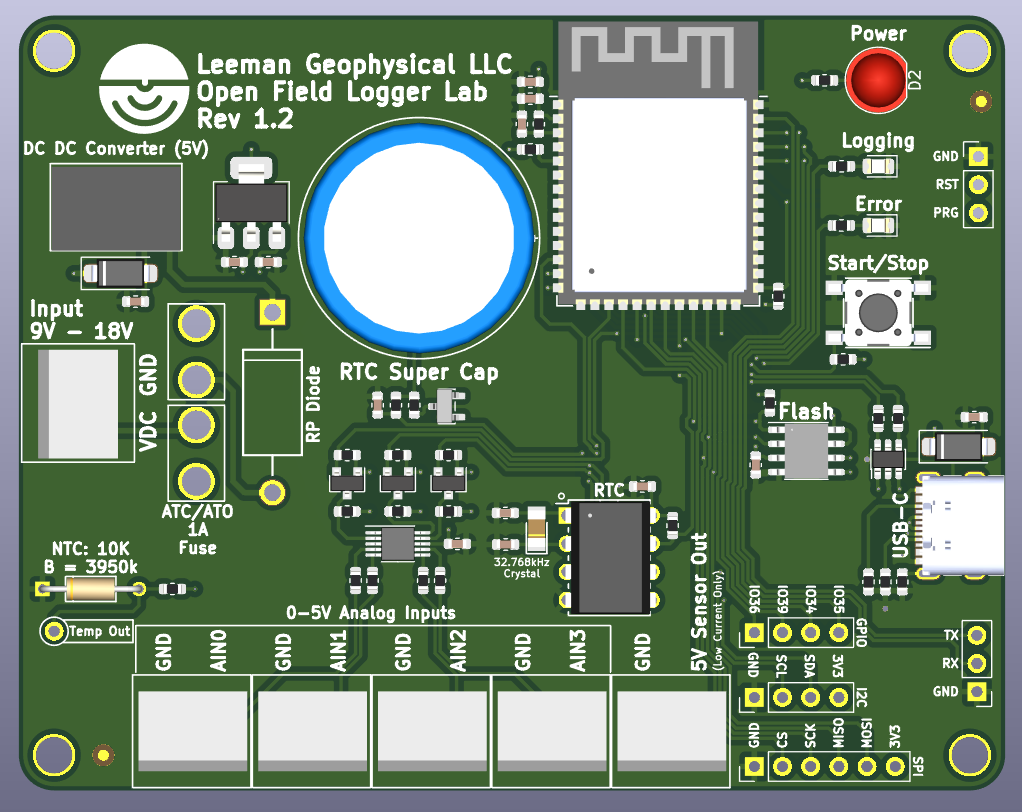 Leeman Geophysical LLC
Open Field Logger Lab
Rev 1.2
Power
D2
DC DC Converter (5V)
Logging
GND
RST
PRG
Error
Start/Stop
Input
9V - 18V
GND
VDC
RP Diode
RTC Super Cap
Flash
ATC/ATO
1A
Fuse
RTC
USB-C
NTC: 10K
B = 3950k
32.768kHz
Crystal
Temp Out
0-5V Analog Inputs
5V Sensor Out
(Low Current Only)
IO36
IO39
IO34
IO35
GPIO
TX
RX
GND
GND
AIN0
GND
AIN1
GND
AIN2
GND
AIN3
GND
GND
SCL
SDA
3V3
I2C
GND
CS
SCK
MOSI
MISO
3V3
SPI